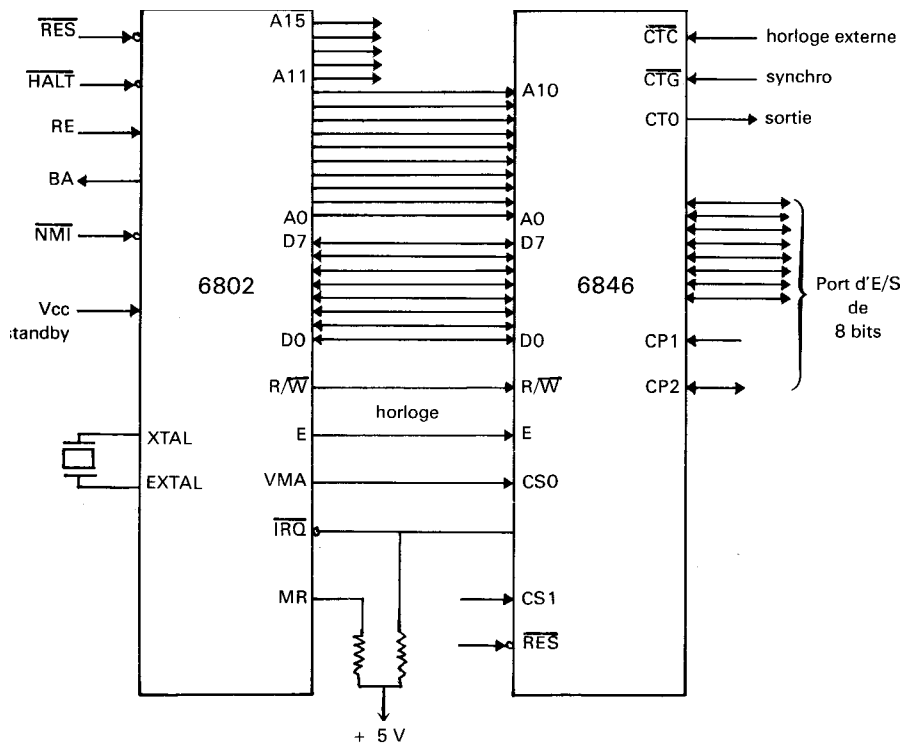 RES
HALT
RE
BA
NMI
Vcc
standby
XTAL
EXTAL
A15
A11
A0
D7
6802
D0
R/W
E
VMA
IRQ
MR
horloge
+ 5 V
A10
A0
D7
6846
D0
R/W
E
CS0
CS1
RES
CTC
horloge externe
CTG
synchro
CTO
sortie
Port d'E/S
de
8 bits
CP1
CP2